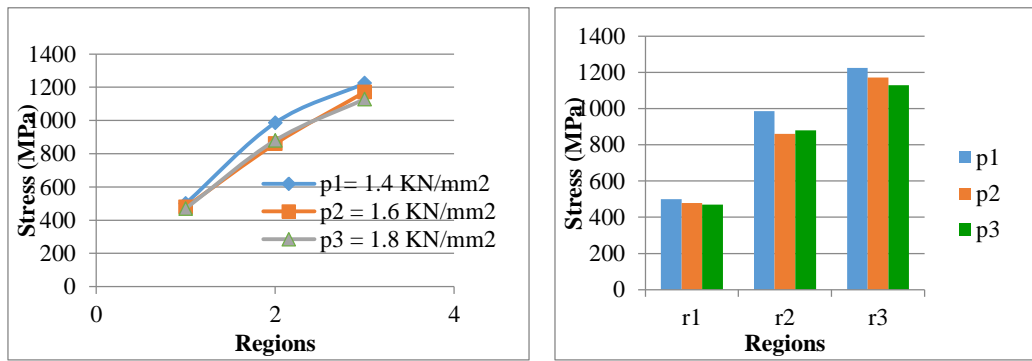 1400
1200
1000
800
600
400
200
0
Stress (MPa)
p1= 1.4 KN/mm2
p2 = 1.6 KN/mm2
p3 = 1.8 KN/mm2
0 2 4
Regions
1400
1200
1000
800
600
400
200
0
Stress (MPa)
p1
p2
p3
r1 r2 r3
Regions